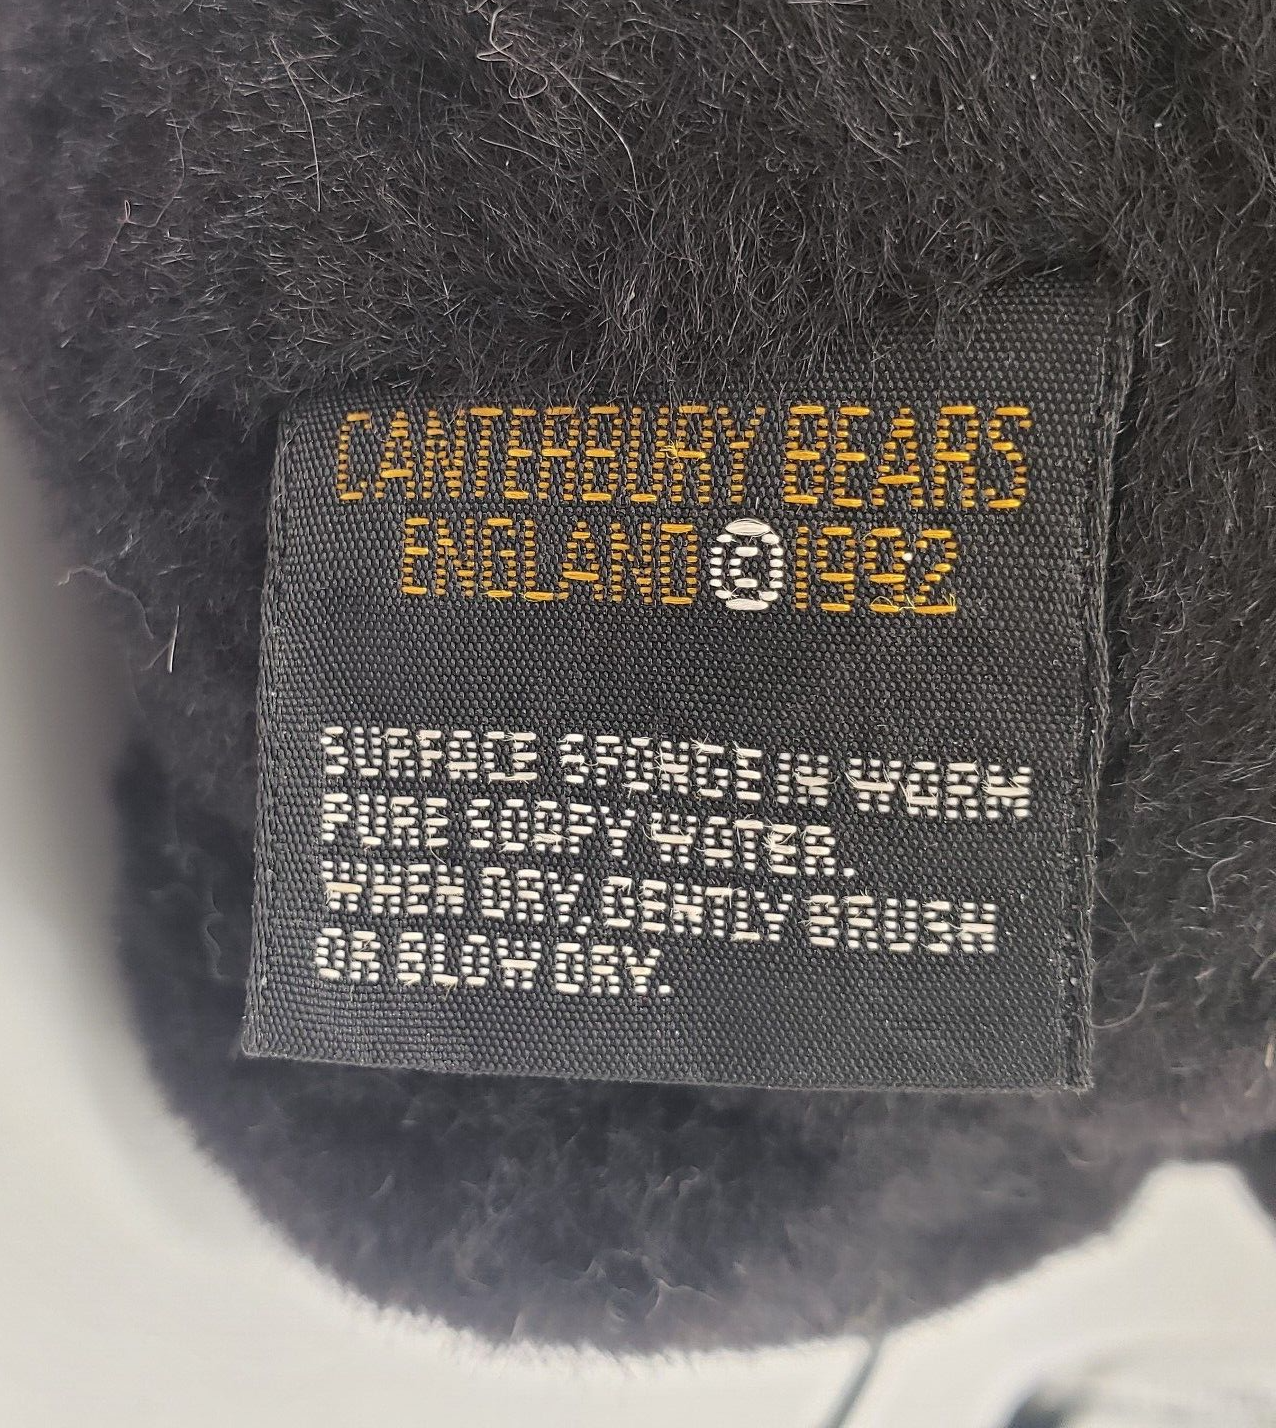 CANTERBURY BEARS
ENGLAND © 1992
SURFACE SPONGE IN WARM
PURE SOAPY WATER.
WHEN DRY, GENTLY BRUSH
OR BLOW DRY.